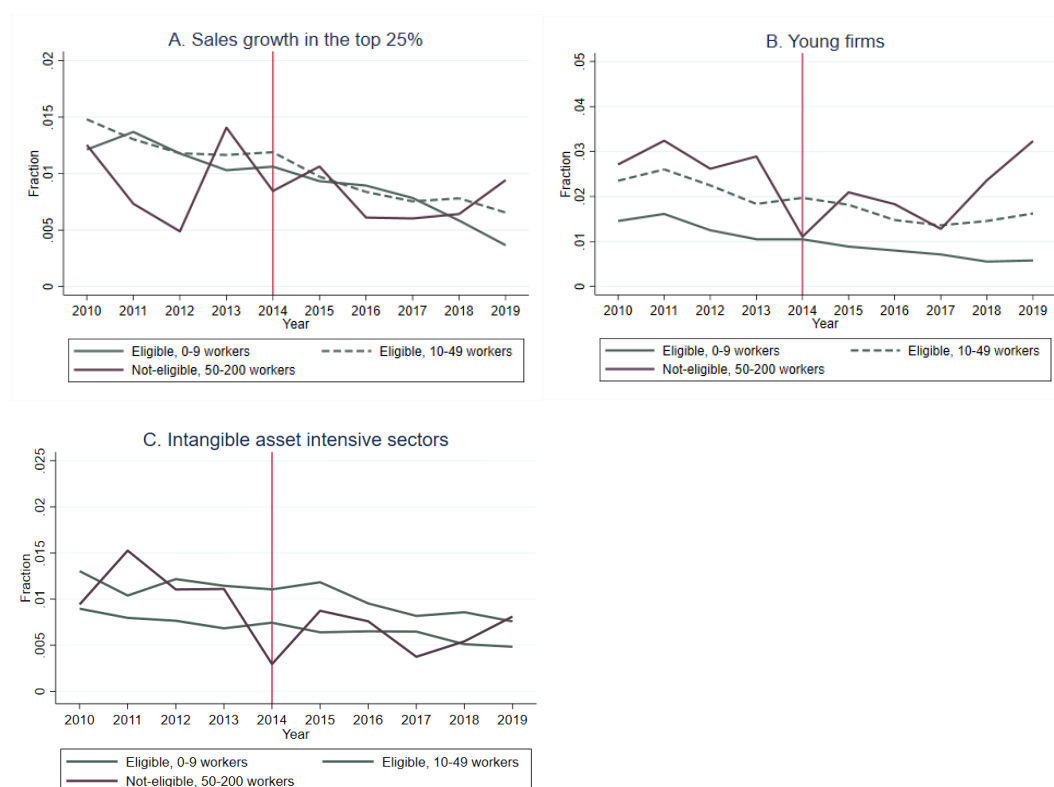 A. Sales growth in the top 25%
.02
.015
.01
.005
0
Fraction
2010 2011 2012 2013 2014 2015 2016 2017 2018 2019
Year
Eligible, 0-9 workers Eligible, 10-49 workers
Not-eligible, 50-200 workers
B. Young firms
.05
.04
.03
.02
.01
0
Fraction
2010 2011 2012 2013 2014 2015 2016 2017 2018 2019
Year
Eligible, 0-9 workers Eligible, 10-49 workers
Not-eligible, 50-200 workers
C. Intangible asset intensive sectors
.025
.02
.015
.01
.005
0
Fraction
2010 2011 2012 2013 2014 2015 2016 2017 2018 2019
Year
Eligible, 0-9 workers Eligible, 10-49 workers
Not-eligible, 50-200 workers